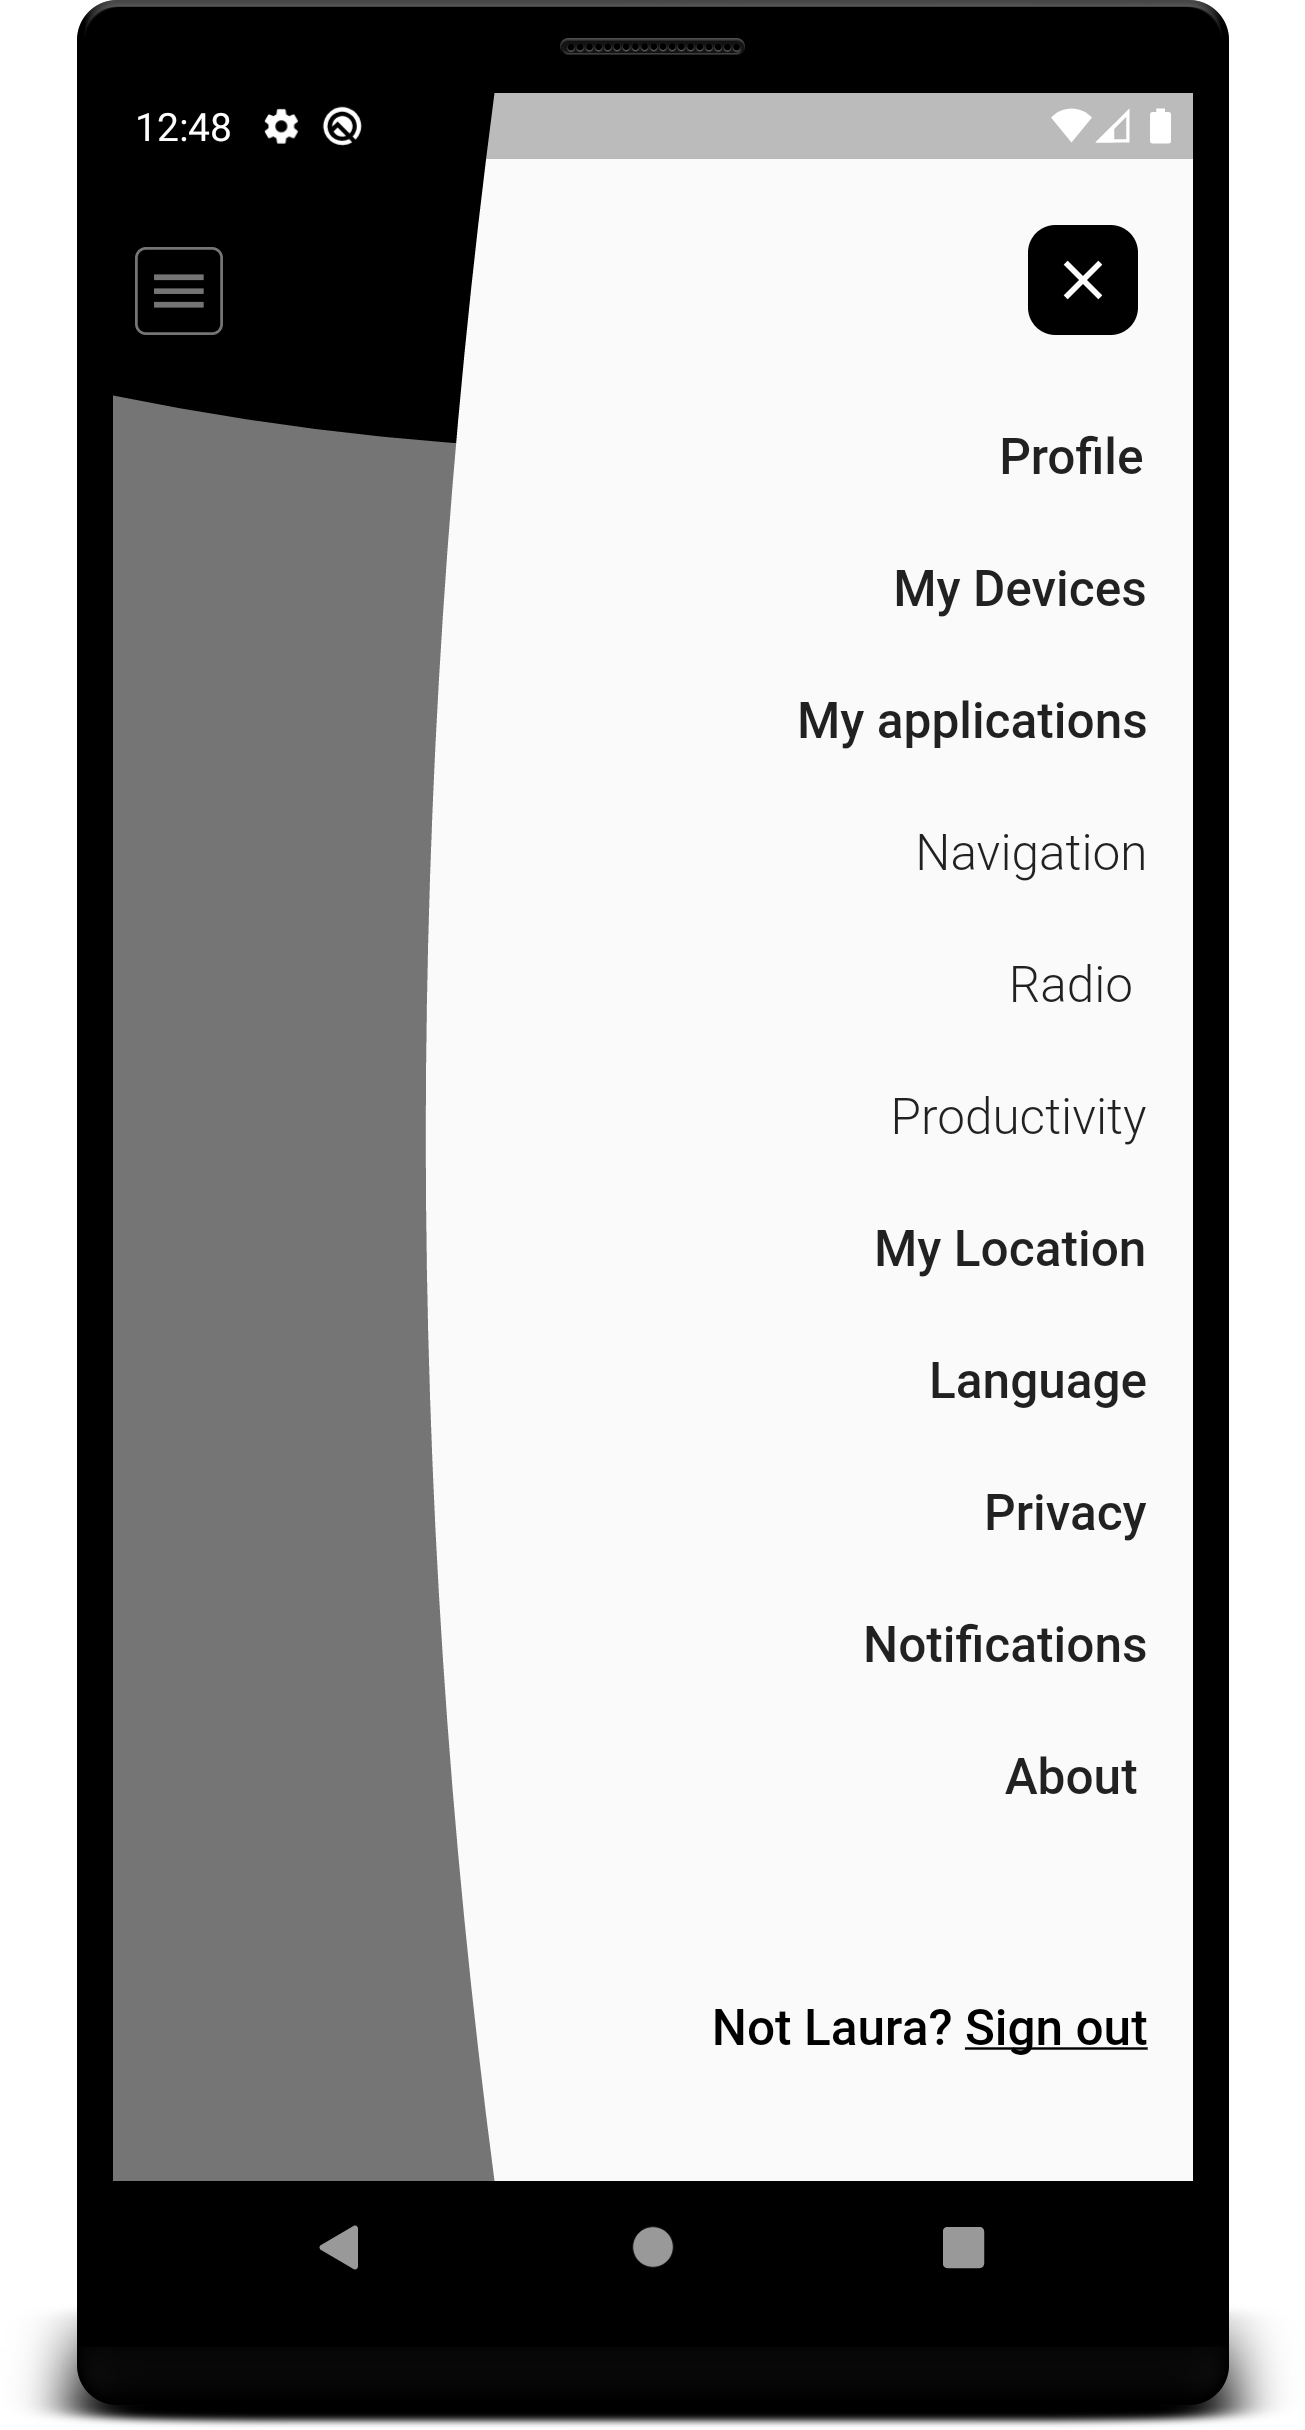 12:48
Profile
My Devices
My applications
Navigation
Radio
Productivity
My Location
Language
Privacy
Notifications
About
Not Laura? Sign out